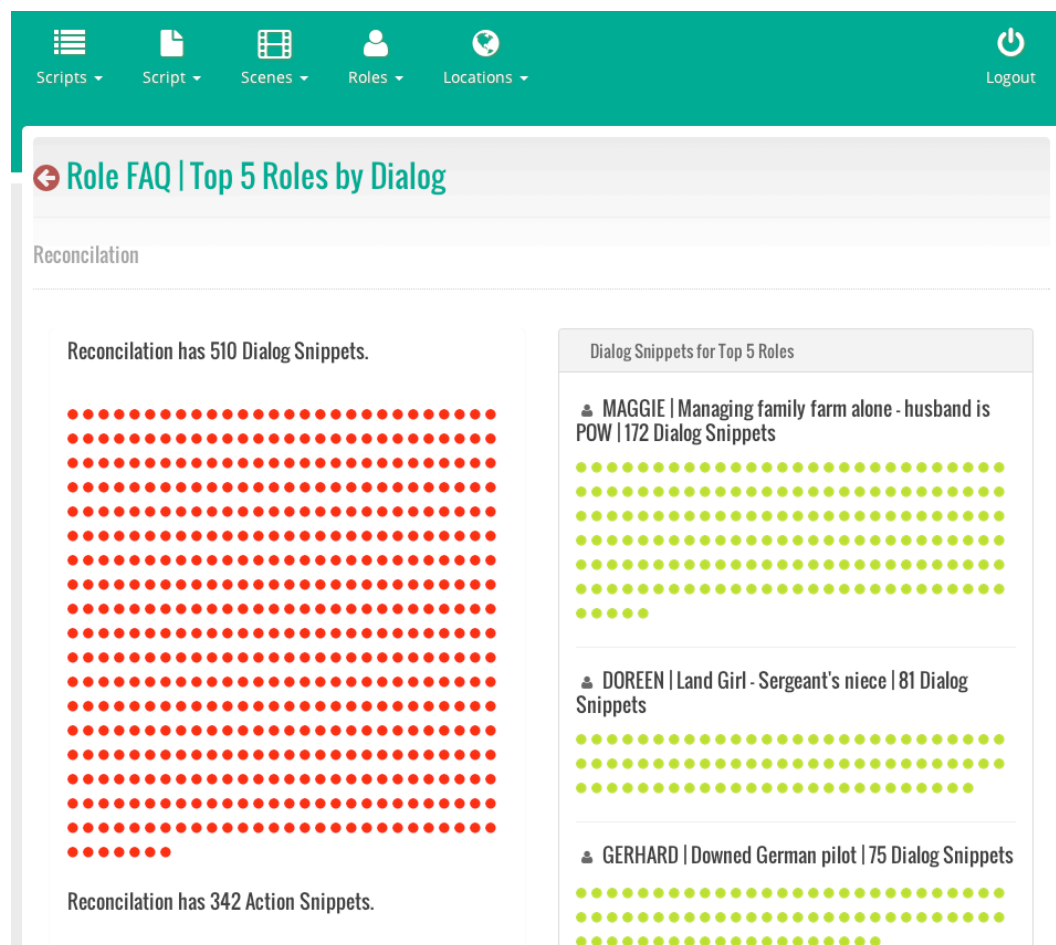 Scripts
Script
Scenes
Roles
Locations
Logout
Role FAQ | Top 5 Roles by Dialog
Reconcilation
Reconcilation has 510 Dialog Snippets.
Reconcilation has 342 Action Snippets.
Dialog Snippets for Top 5 Roles
MAGGIE | Managing family farm alone - husband is
POW | 172 Dialog Snippets
DOREEN | Land Girl - Sergeant's niece | 81 Dialog
Snippets
GERHARD | Downed German pilot | 75 Dialog Snippets